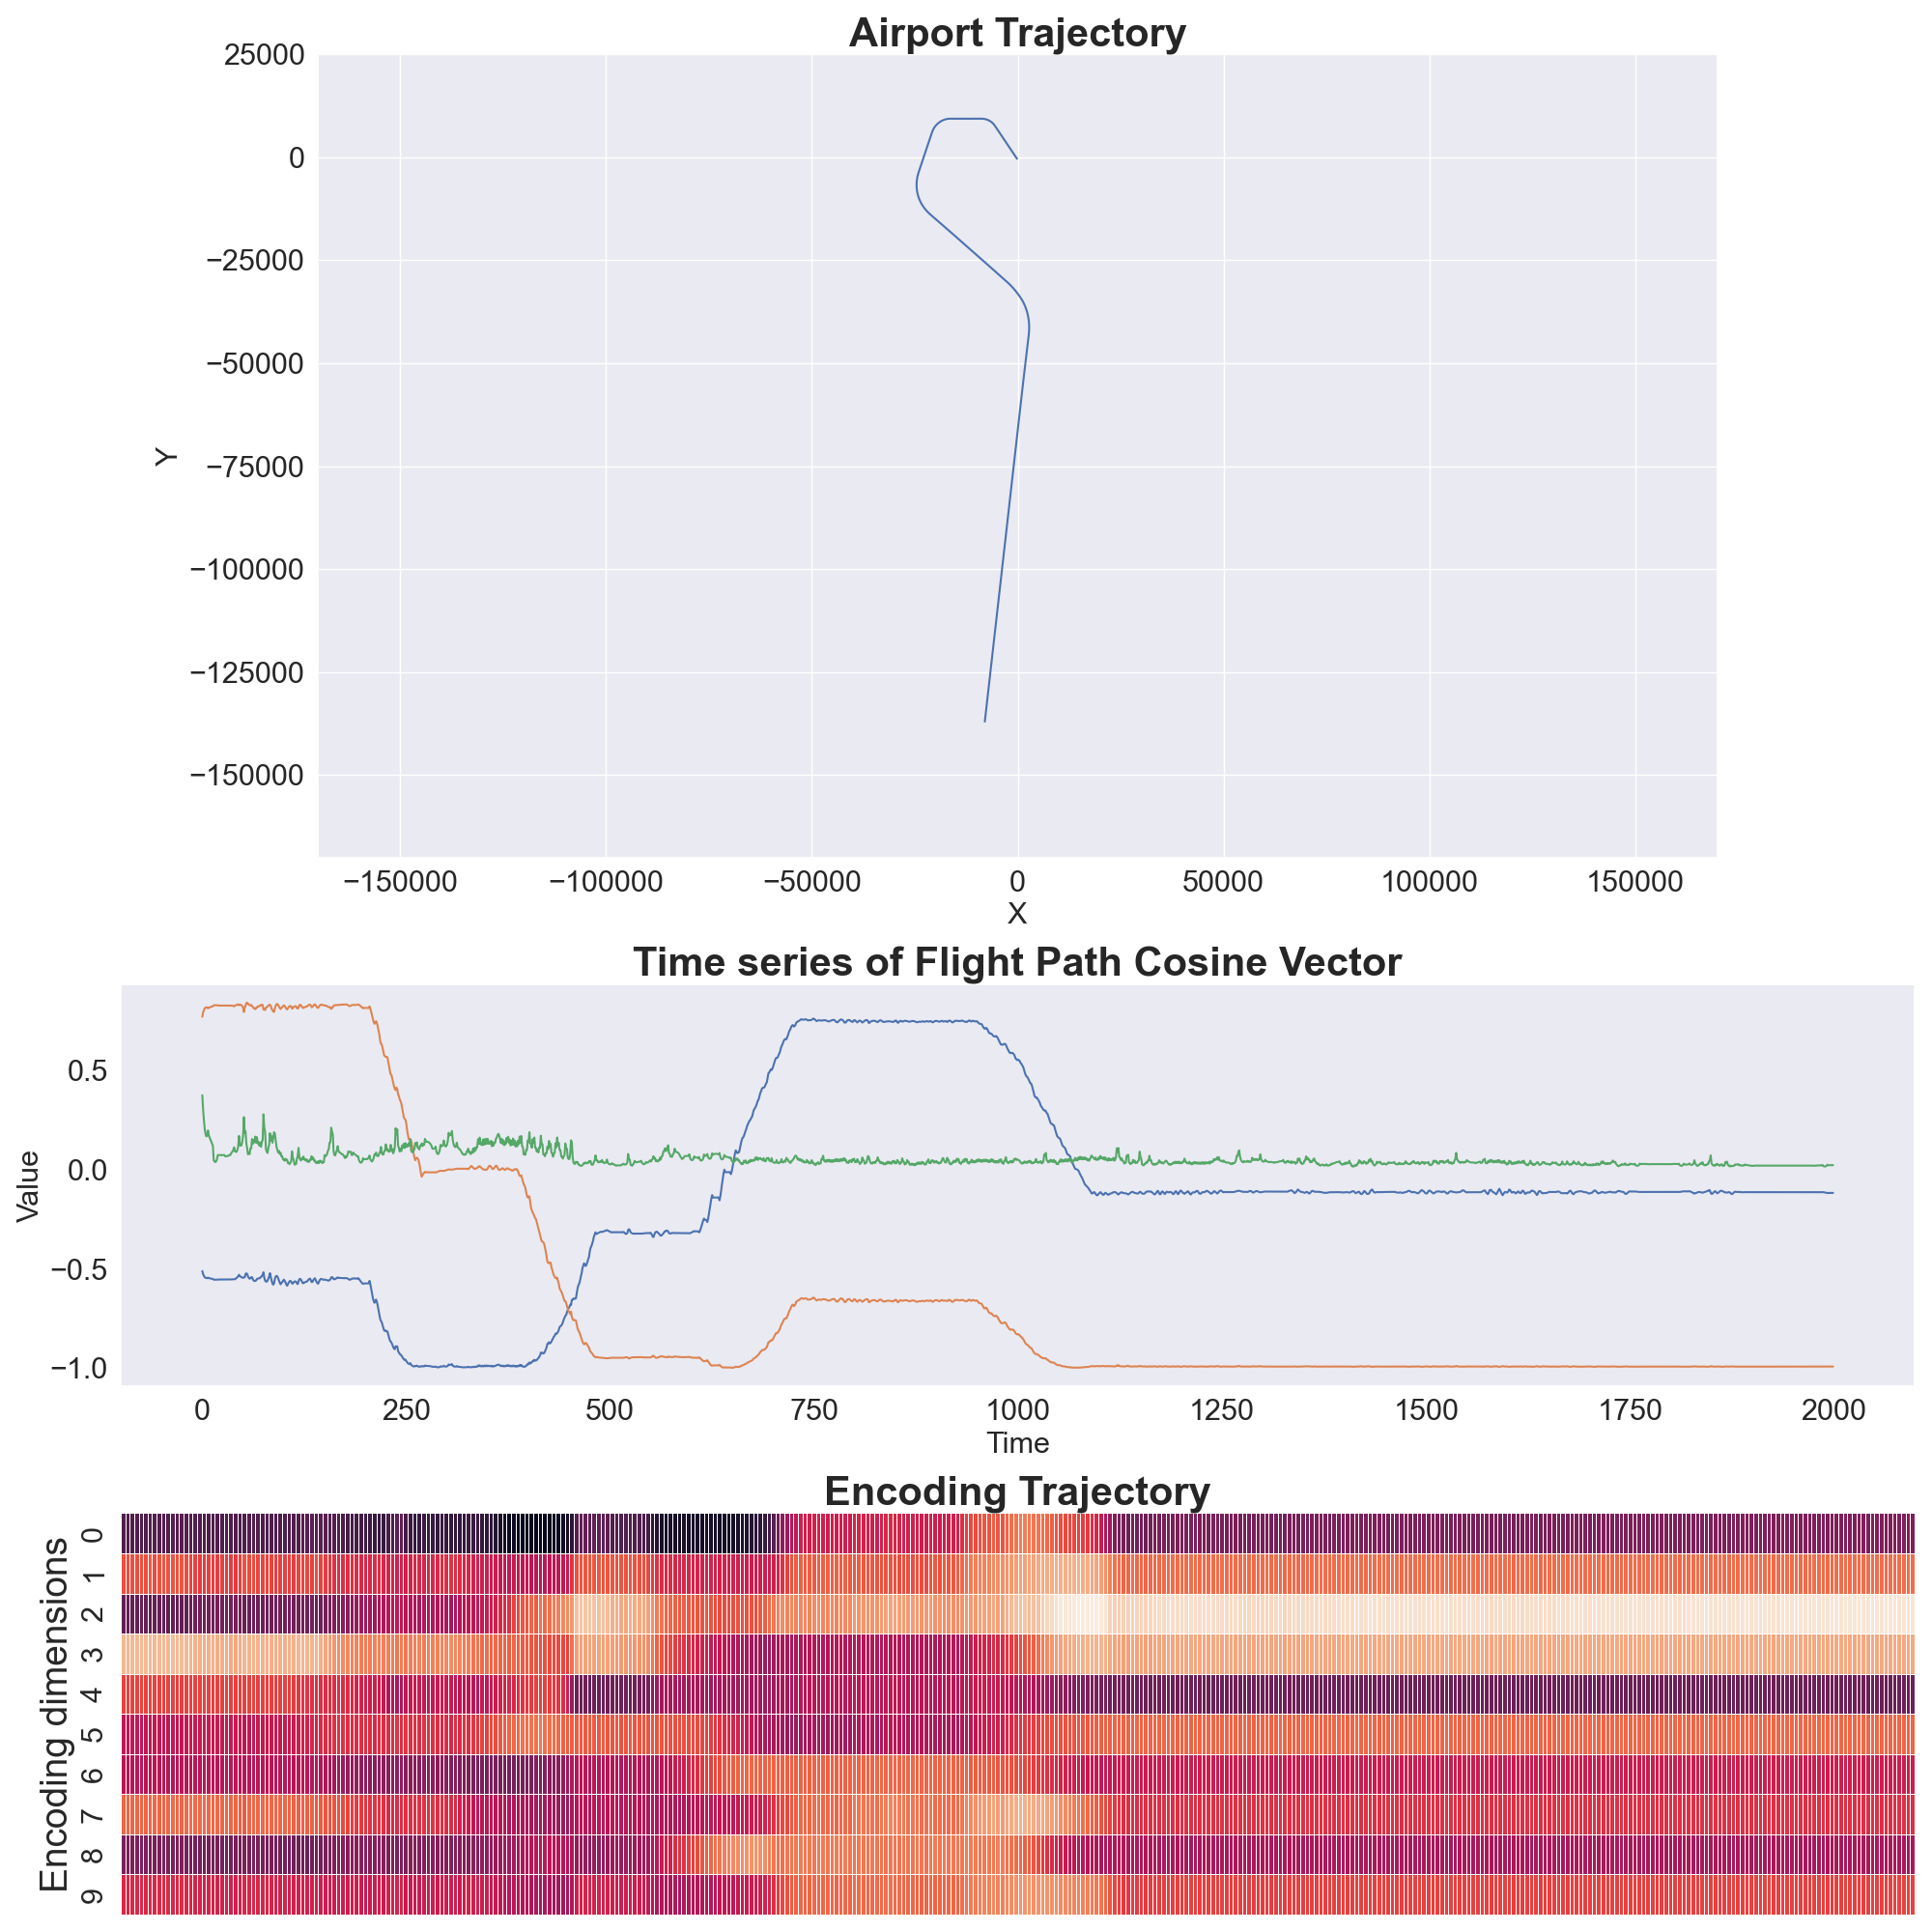 Airport Trajectory
25000
0
−25000
−50000
−75000
−100000
−125000
−150000
Y
−150000 −100000 −50000 0 50000 100000 150000
X
Time series of Flight Path Cosine Vector
0.5
0.0
−0.5
−1.0
Value
0 250 500 750 1000 1250 1500 1750 2000
Time
Encoding Trajectory
Encoding dimensions
0
1
2
3
4
5
6
7
8
9